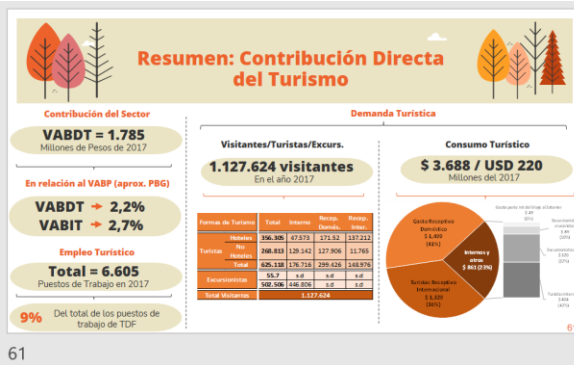 Resumen: Contribución Directa
del Turismo
Contribución del Sector
VABDT = 1.785
Millones de Pesos de 2017
En relación al VABP (aprox. PBG)
VABDT → 2,2%
VABIT → 2,7%
Empleo Turístico
Total = 6.605
Puestos de Trabajo en 2017
9% Del total de los puestos de
trabajo de TDF
Demanda Turística
Visitantes/Turistas/Excurs.
1.127.624 visitantes
En el año 2017
Formas de Turismo Total Interno Recep. Domés. Recep. Inter.
Turistas
Hoteles 356.305 47.573 171.52 137.212
No Hoteles 268.813 129.142 127.906 11.765
Total 625.118 176.716 299.426 148.976
Excursionistas
55.7 s.d s.d s.d
502.506 446.806 s.d s.d
Total Visitantes 1.127.624
Consumo Turístico
$ 3.688 / USD 220
Millones del 2017
Gasto Receptivo
Doméstico
Internos y
otros
$ 861 (23%)
Turistas Receptivo
Internacional
61